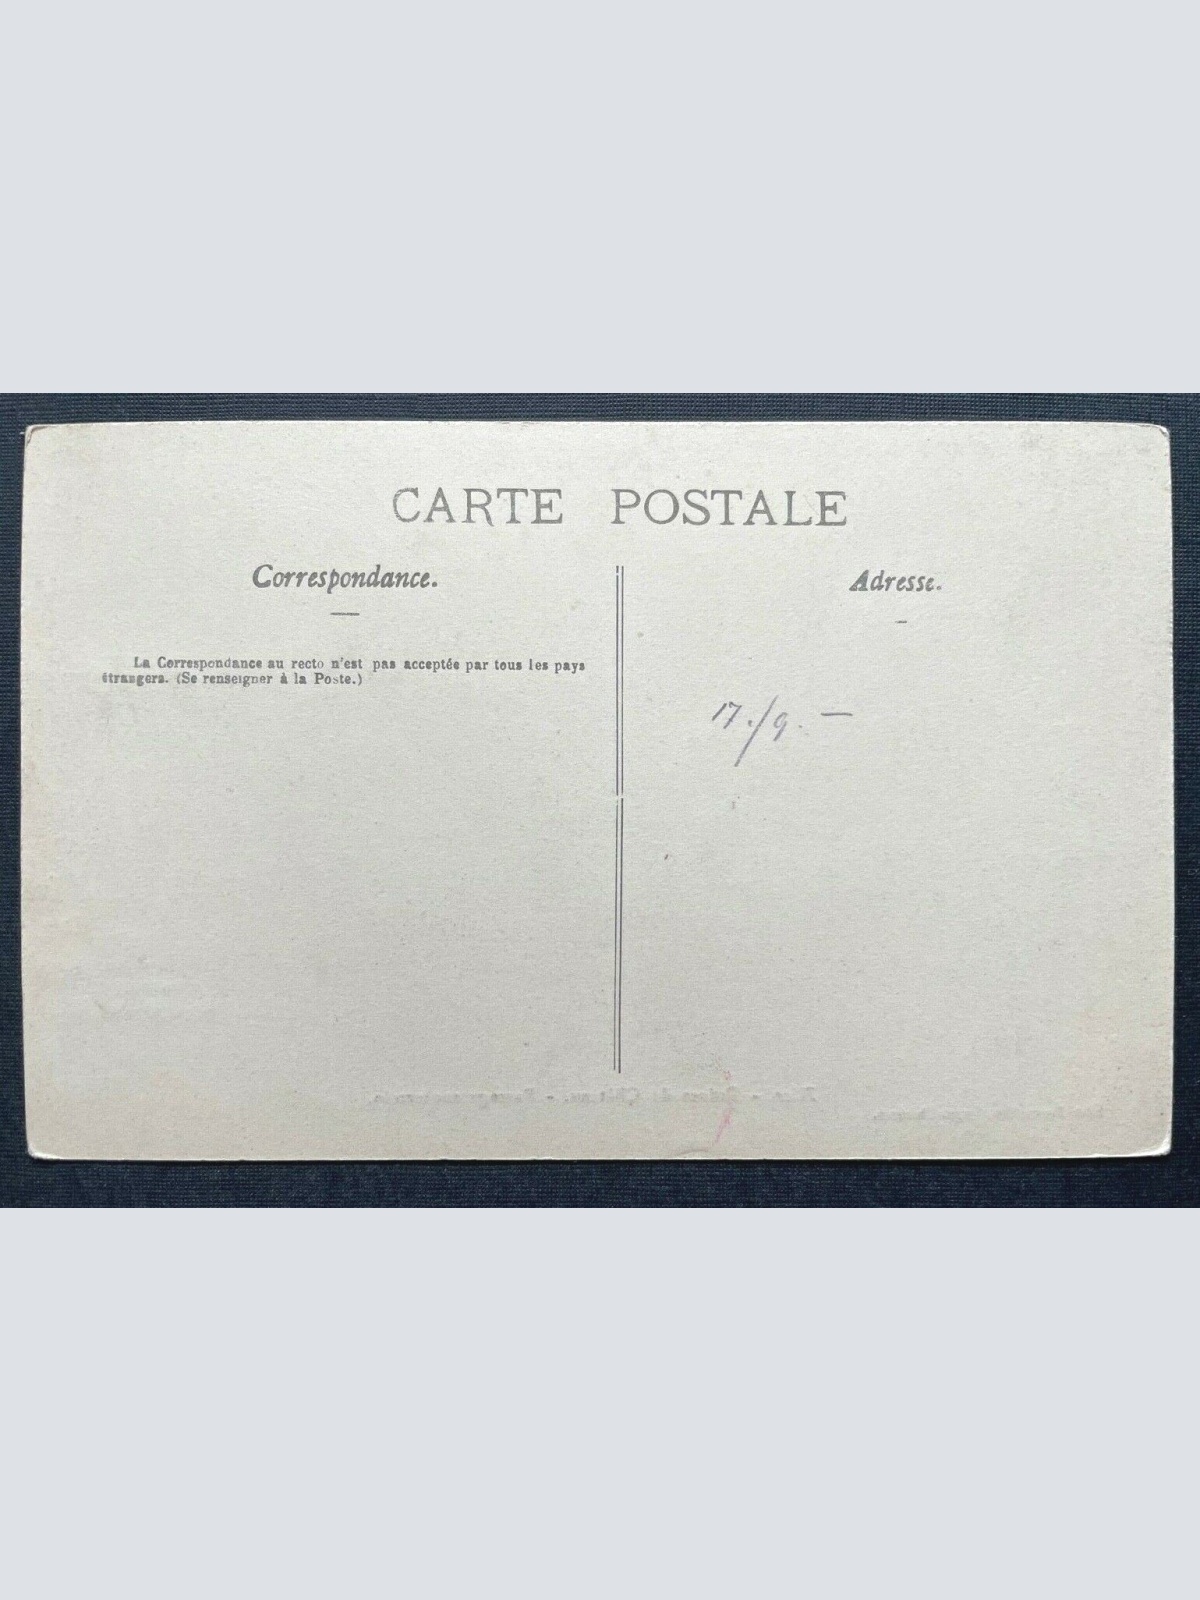 CARTE POSTALE
Correspondance.
Adresse.
La Correspondance au recto n'est pas acceptée par tous les pays
étrangers. (Se renseigner à la Poste.)
17./9. —